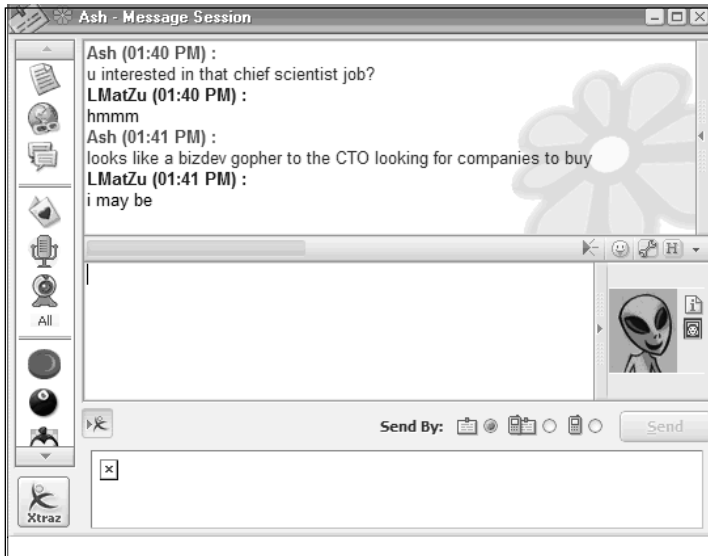 Ash - Message Session
Ash (01:40 PM) :
u interested in that chief scientist job?
LMatZu (01:40 PM) :
hmmm
Ash (01:41 PM) :
looks like a bizdev gopher to the CTO looking for companies to buy
LMatZu (01:41 PM) :
i may be
H
All
Send By:
Send
Xtraz